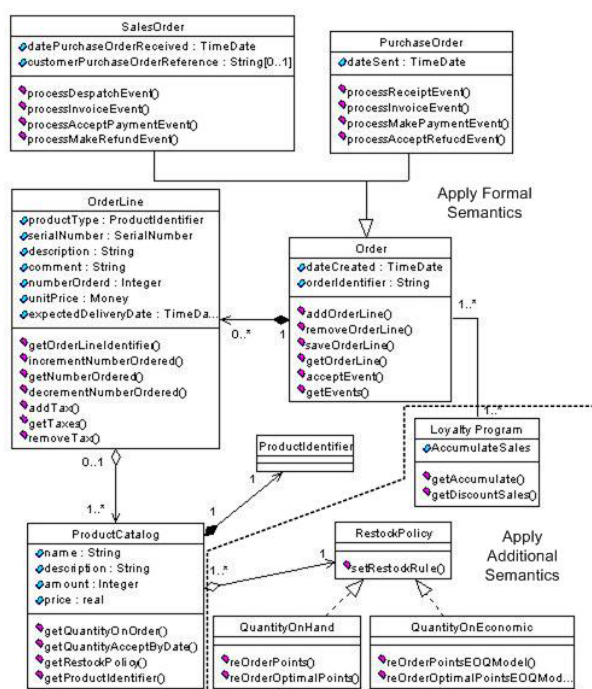 SalesOrder
datePurchaseOrderReceived : TimeDate
customerPurchaseOrderReference : String[0..1]
processDespatchEvent()
processInvoiceEvent()
processAcceptPaymentEvent()
processMakeRefundEvent()
PurchaseOrder
dateSent : TimeDate
processReceiptEvent()
processInvoiceEvent()
processMakePaymentEvent()
processAcceptRefucdEvent()
Apply Formal
Semantics
OrderLine
productType : ProductIdentifier
serialNumber : SerialNumber
description : String
comment : String
numberOrderd : Integer
unitPrice : Money
expectedDeliveryDate : TimeDa...
getOrderLineIdentifier()
incrementNumberOrdered()
getNumberOrdered()
decrementNumberOrdered()
addTax()
getTaxes()
removeTax()
Order
dateCreated : TimeDate
orderIdentifier : String
addOrderLine()
removeOrderLine()
saveOrderLine()
getOrderLine()
acceptEvent()
getEvents()
0..*
1
1..*
1..*
Loyalty Program
AccumulateSales
getAccumulate()
getDiscountSales()
ProductIdentifier
1
1
0..1
1..*
ProductCatalog
name : String
description : String
amount : Integer
price : real
getQuantityOnOrder()
getQuantityAcceptByDate()
getRestockPolicy()
getProductIdentifier()
1..*
1
RestockPolicy
setRestockRule()
Apply
Additional
Semantics
QuantityOnHand
reOrderPoints()
reOrderOptimalPoints()
QuantityOnEconomic
reOrderPointsEOQModel()
reOrderOptimalPointsEOQMod...